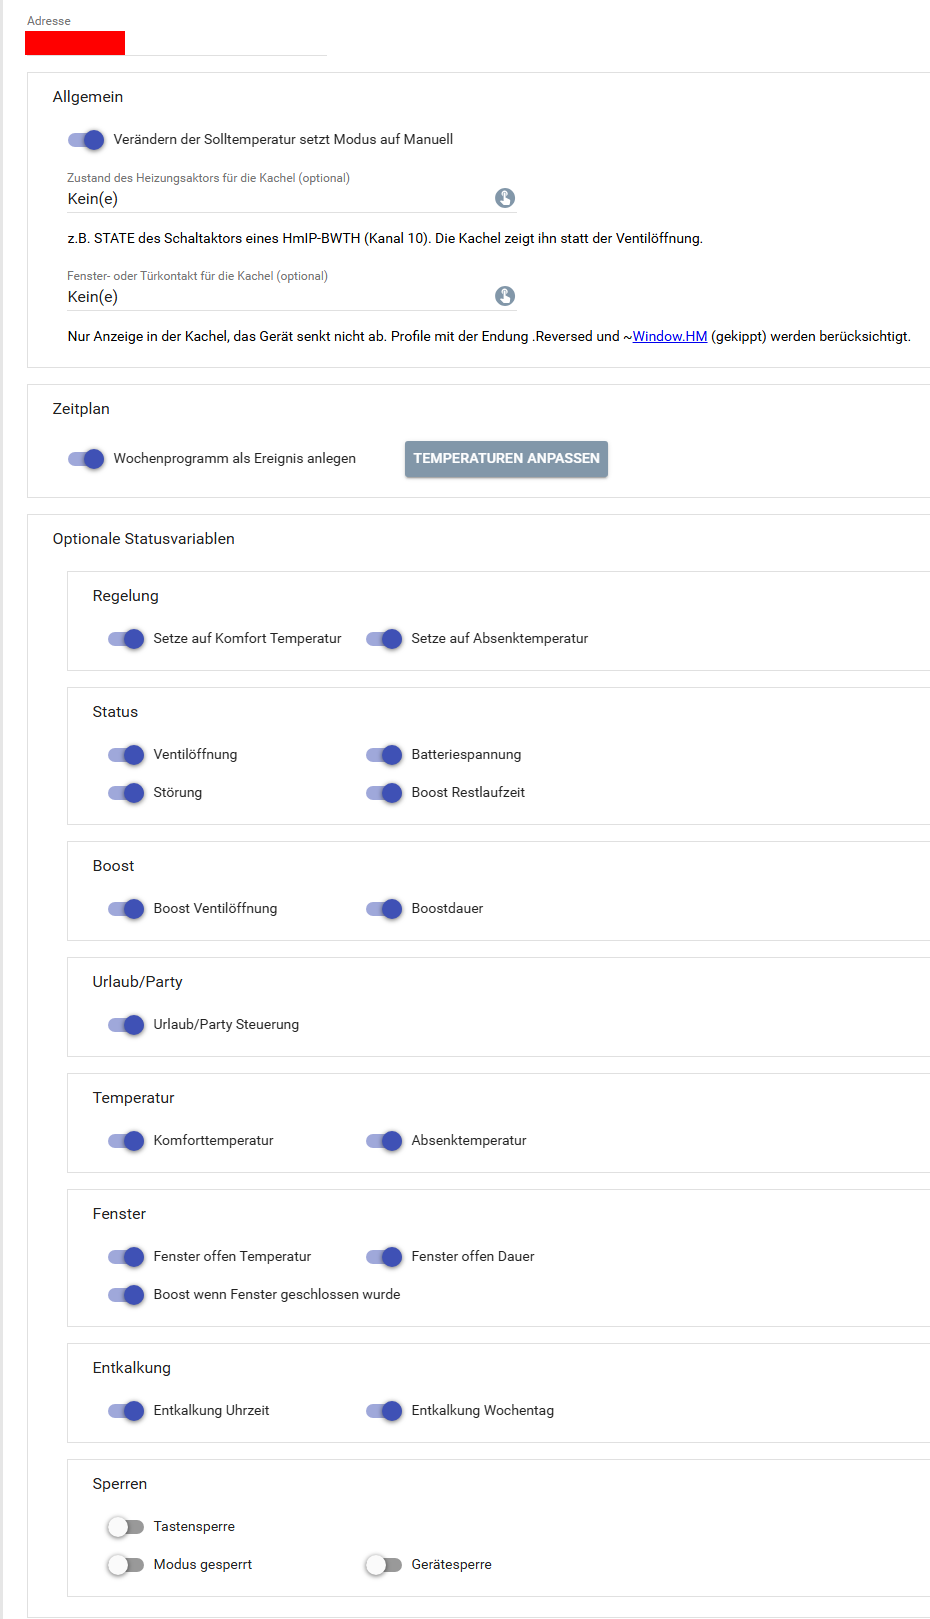 Adresse
Allgemein
Verändern der Solltemperatur setzt Modus auf Manuell
Zustand des Heizungsaktors für die Kachel (optional)
Kein(e)
z.B. STATE des Schaltaktors eines HmIP-BWTH (Kanal 10). Die Kachel zeigt ihn statt der Ventilöffnung.
Fenster- oder Türkontakt für die Kachel (optional)
Kein(e)
Nur Anzeige in der Kachel, das Gerät senkt nicht ab. Profile mit der Endung .Reversed und ~Window.HM (gekippt) werden berücksichtigt.
Zeitplan
Wochenprogramm als Ereignis anlegen TEMPERATUREN ANPASSEN
Optionale Statusvariablen
Regelung
Setze auf Komfort Temperatur Setze auf Absenktemperatur
Status
Ventilöffnung Batteriespannung
Störung Boost Restlaufzeit
Boost
Boost Ventilöffnung Boostdauer
Urlaub/Party
Urlaub/Party Steuerung
Temperatur
Komforttemperatur Absenktemperatur
Fenster
Fenster offen Temperatur Fenster offen Dauer
Boost wenn Fenster geschlossen wurde
Entkalkung
Entkalkung Uhrzeit Entkalkung Wochentag
Sperren
Tastensperre
Modus gesperrt Gerätesperre